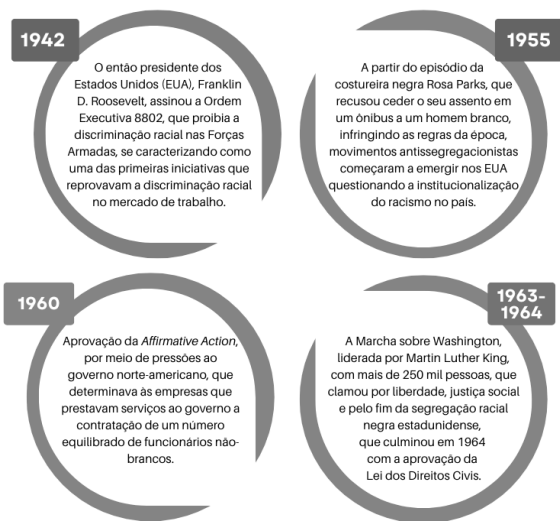 1942
O então presidente dos
Estados Unidos (EUA), Franklin
D. Roosevelt, assinou a Ordem
Executiva 8802, que proibia a
discriminação racial nas Forças
Armadas, se caracterizando como
uma das primeiras iniciativas que
reprovavam a discriminação racial
no mercado de trabalho.
1955
A partir do episódio da
costureira negra Rosa Parks, que
recusou ceder o seu assento em
um ônibus a um homem branco,
infringindo as regras da época,
movimentos antissegregacionistas
começaram a emergir nos EUA
questionando a institucionalização
do racismo no país.
1960
Aprovação da Affirmative Action,
por meio de pressões ao
governo norte-americano, que
determinava às empresas que
prestavam serviços ao governo a
contratação de um número
equilibrado de funcionários não-
brancos.
1963-
1964
A Marcha sobre Washington,
liderada por Martin Luther King,
com mais de 250 mil pessoas, que
clamou por liberdade, justiça social
e pelo fim da segregação racial
negra estadunidense,
que culminou em 1964
com a aprovação da
Lei dos Direitos Civis.